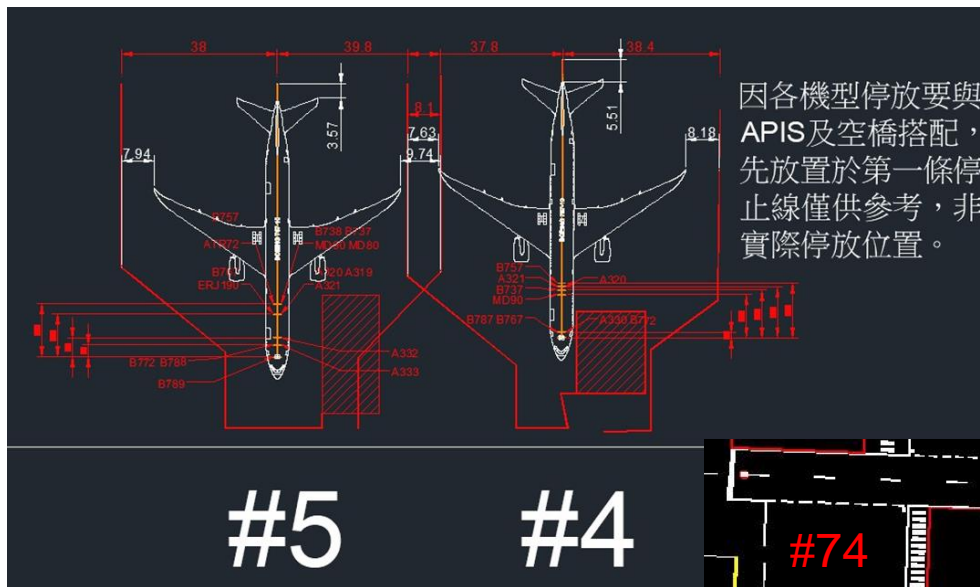 38
39.8
37.8
38.4
3.57
5.51
8.1
7.63
8.18
7.94
9.74
因各機型停放要與
APIS及空橋搭配，
先放置於第一條停
止線僅供參考，非
實際停放位置。
B757
B738 B737
MD90 MD80
A319
ERJ190
A321
B757
A321
A320
B737
MD90
B787 B767
A330 B772
A332
B772 B788
A333
B789
#5
#4
#74